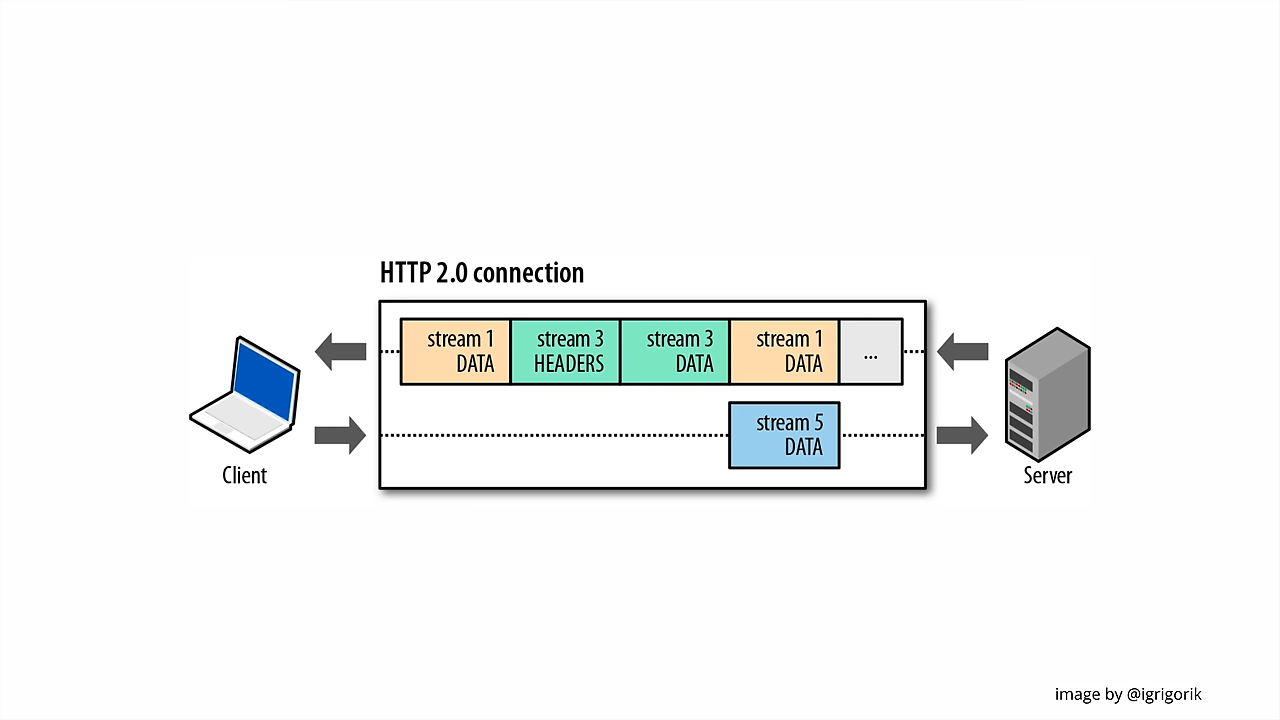 HTTP 2.0 connection
stream 1
DATA
stream 3
HEADERS
stream 3
DATA
stream 1
DATA
...
stream 5
DATA
Client
Server
image by @igrigorik